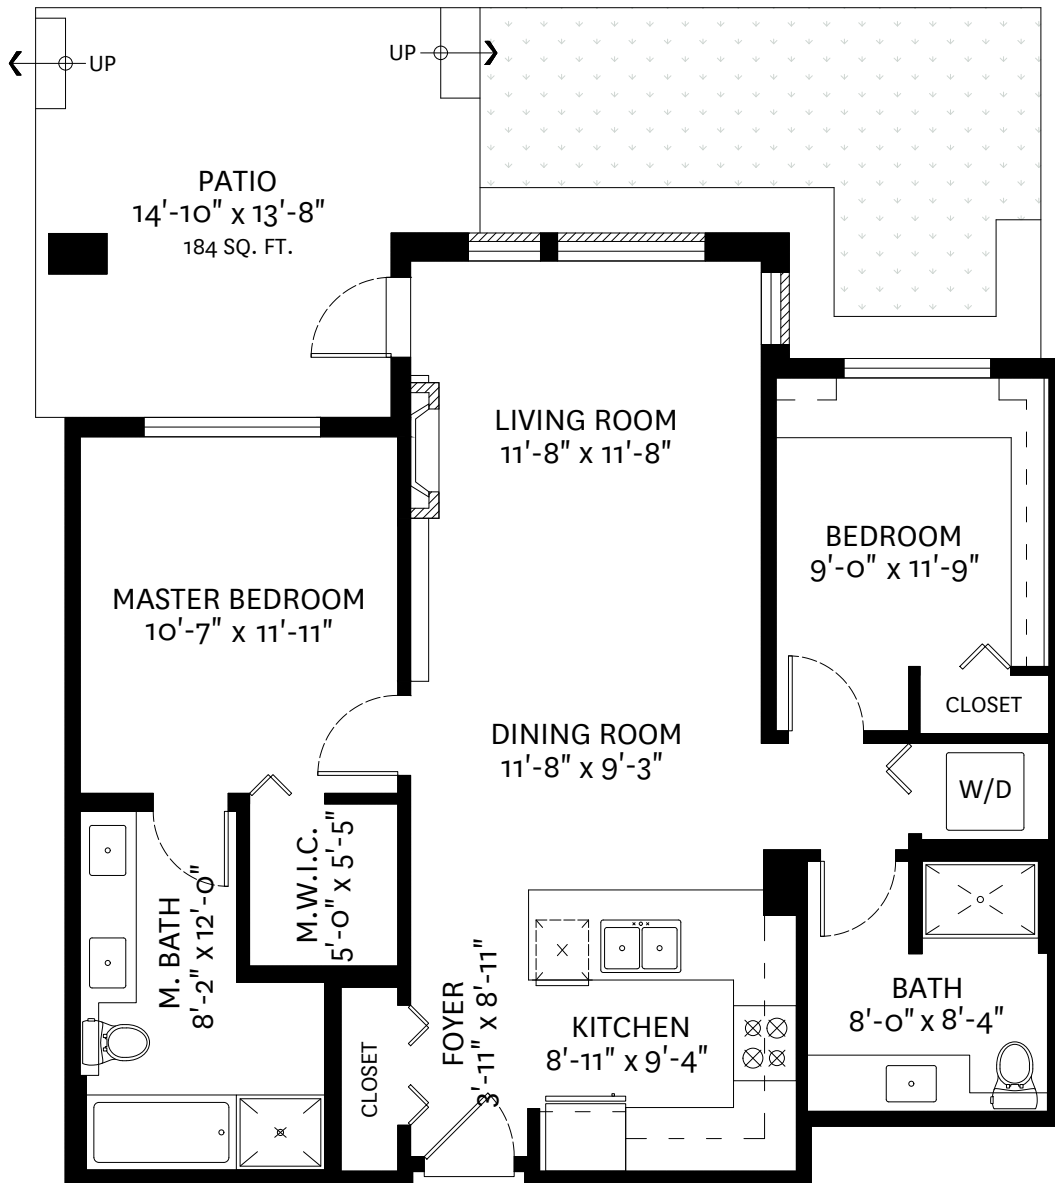 UP
UP
PATIO
14'-10" x 13'-8"
184 SQ. FT.
LIVING ROOM
11'-8" x 11'-8"
BEDROOM
9'-0" x 11'-9"
MASTER BEDROOM
10'-7" x 11'-11"
CLOSET
DINING ROOM
11'-8" x 9'-3"
W/D
M.W.I.C.
5'-0" x 5'-5"
M. BATH
8'-2" x 12'-0"
FOYER
3'-11" x 8'-11"
KITCHEN
8'-11" x 9'-4"
BATH
8'-0" x 8'-4"
CLOSET